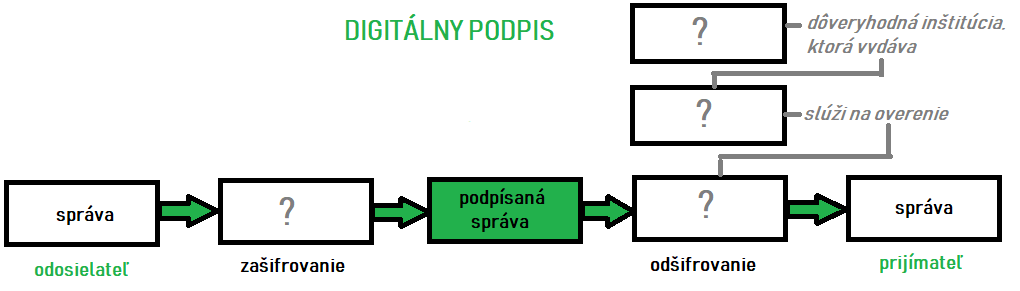 DIGITÁLNY PODPIS
?
dôveryhodná inštitúcia,
ktorá vydáva
?
slúži na overenie
správa
?
podpísaná
správa
?
správa
odosielateľ
zašifrovanie
odšifrovanie
prijímateľ